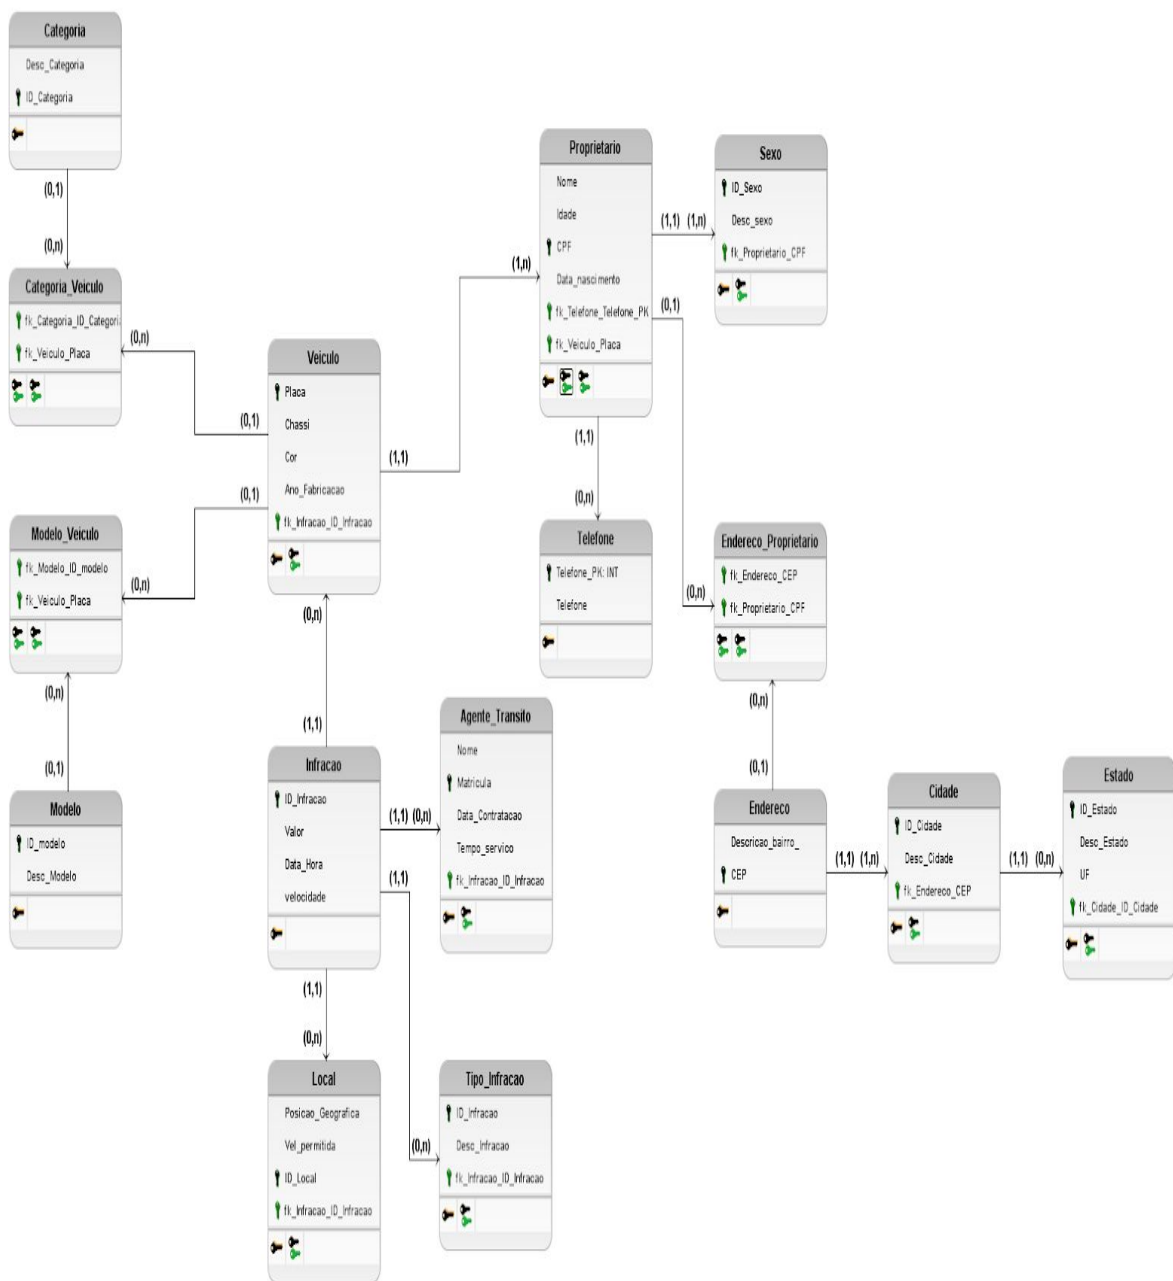 Categoria
Desc_Categoria
ID_Categoria
(0,1)
(0,n)
Categoria_Veiculo
fk_Categoria_ID_Categori
fk_Veiculo_Placa
(0,n)
(0,1)
Veiculo
Placa
Chassi
Cor
Ano_Fabricacao
fk_Infracao_ID_Infracao
(1,1)
(0,1)
(0,n)
Modelo_Veiculo
fk_Modelo_ID_modelo
fk_Veiculo_Placa
(0,n)
(0,1)
Modelo
ID_modelo
Desc_Modelo
(1,n)
Proprietario
Nome
Idade
CPF
Data_nascimento
fk_Telefone_Telefone_PK
fk_Veiculo_Placa
(1,1) (1,n)
Sexo
ID_Sexo
Desc_sexo
fk_Proprietario_CPF
(0,1)
(1,1)
(0,n)
Telefone
Telefone_PK: INT
Telefone
(0,n)
Endereco_Proprietario
fk_Endereco_CEP
fk_Proprietario_CPF
(0,n)
(0,1)
Endereco
Descricao_bairro_
CEP
(1,1) (1,n)
Cidade
ID_Cidade
Desc_Cidade
fk_Endereco_CEP
(1,1) (0,n)
Estado
ID_Estado
Desc_Estado
UF
fk_Cidade_ID_Cidade
(0,n)
(1,1)
Infracao
ID_Infracao
Valor
Data_Hora
velocidade
(1,1) (0,n)
Agente_Transito
Nome
Matricula
Data_Contratacao
Tempo_servico
fk_Infracao_ID_Infracao
(1,1)
(0,n)
(1,1)
(0,n)
Local
Posicao_Geografica
Vel_permitida
ID_Local
fk_Infracao_ID_Infracao
Tipo_Infracao
ID_Infracao
Desc_Infracao
fk_Infracao_ID_Infracao